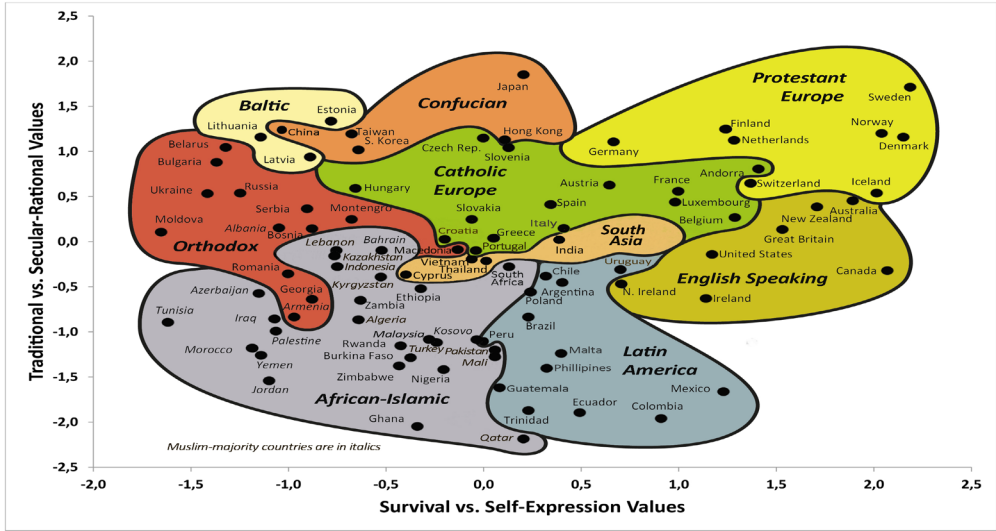 2,5
2,0
1,5
1,0
0,5
0,0
-0,5
-1,0
-1,5
-2,0
-2,5
Traditional vs. Secular-Rational Values
Japan
Confucian
Protestant
Europe
Sweden
Baltic
Estonia
Lithuania
China
Taiwan
S. Korea
Hong Kong
Czech Rep.
Slovenia
Finland
Netherlands
Norway
Denmark
Germany
Belarus
Bulgaria
Latvia
Catholic
Europe
Andorra
Switzerland
Iceland
Ukraine
Russia
Hungary
Austria
France
Luxembourg
Spain
Belgium
Australia
New Zealand
Great Britain
Moldova
Serbia
Montengru
Slovakia
Albania
Bosnia
Croatia
Greece
Italy
Portugal
India
South
Asia
Orthodox
Lebanon
Bahrain
Macedonia
Kazakhstan
Indonesia
Vietnam
Thailand
Cyprus
Romania
Kyrgyzstan
South
Africa
Uruguay
United States
English Speaking
Canada
Chile
Argentina
N. Ireland
Ireland
Azerbaijan
Georgia
Armenia
Ethiopia
Zambia
Algeria
Poland
Brazil
Tunisia
Iraq
Palestine
Malaysia
Kosovo
Peru
Rwanda
Turkey
Pakistan
Mali
Morocco
Yemen
Burkina Faso
Zimbabwe
Nigeria
Jordan
Malta
Phillipines
Latin
America
Mexico
African-Islamic
Guatemala
Ecuador
Colombia
Trinidad
Ghana
Qatar
Muslim-majority countries are in italics
-2,0 -1,5 -1,0 -0,5 0,0 0,5 1,0 1,5 2,0 2,5
Survival vs. Self-Expression Values